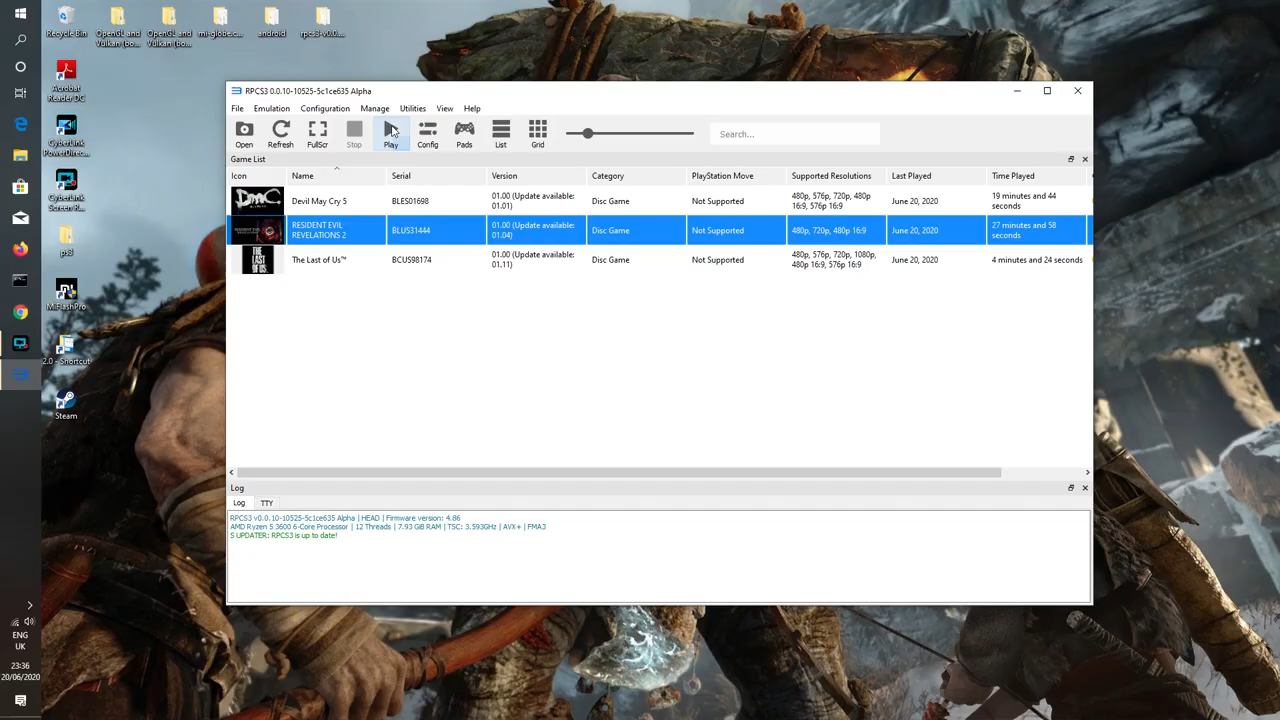 Recycle Bin
OpenGL and
Vulkan (bo...
OpenGL and
Vulkan (bo...
mi-globe.c...
android
rpcs3-v0.0....
Acrobat
Reader DC
CyberLink
PowerDirec...
CyberLink
Screen R...
ps3
MiFlashPro
2.0 - Shortcut
Steam
RPCS3 0.0.10-10525-5c1ce635 Alpha
File Emulation Configuration Manage Utilities View Help
Open Refresh FullScr Stop Play Config Pads List Grid
Search...
Game List
Icon Name Serial Version Category PlayStation Move Supported Resolutions Last Played Time Played
Devil May Cry 5 BLES01698 01.00 (Update available: 01.01) Disc Game Not Supported 480p, 576p, 720p, 480p 16:9, 576p 16:9 June 20, 2020 19 minutes and 44 seconds
RESIDENT EVIL REVELATIONS 2 BLUS31444 01.00 (Update available: 01.04) Disc Game Not Supported 480p, 720p, 480p 16:9 June 20, 2020 27 minutes and 58 seconds
THE LAST OF US
The Last of Us™ BCUS98174 01.00 (Update available: 01.11) Disc Game Not Supported 480p, 576p, 720p, 1080p, 480p 16:9, 576p 16:9 June 20, 2020 4 minutes and 24 seconds
Log
Log TTY
RPCS3 v0.0.10-10525-5c1ce635 Alpha | HEAD | Firmware version: 4.86
AMD Ryzen 5 3600 6-Core Processor | 12 Threads | 7.93 GB RAM | TSC: 3.593GHz | AVX+ | FMA3
S UPDATER: RPCS3 is up to date!
ENG
UK
23:36
20/06/2020